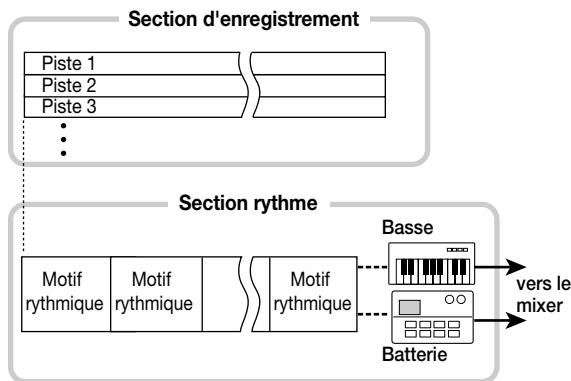 Section d'enregistrement
Piste 1
Piste 2
Piste 3
Section rythme
Basse
Motif
rythmique
Motif
rythmique
Motif
rythmique
vers le
mixer
Batterie